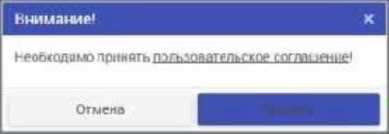 Внимание!
Необходимо принять пользовательское соглашение!
Отмена